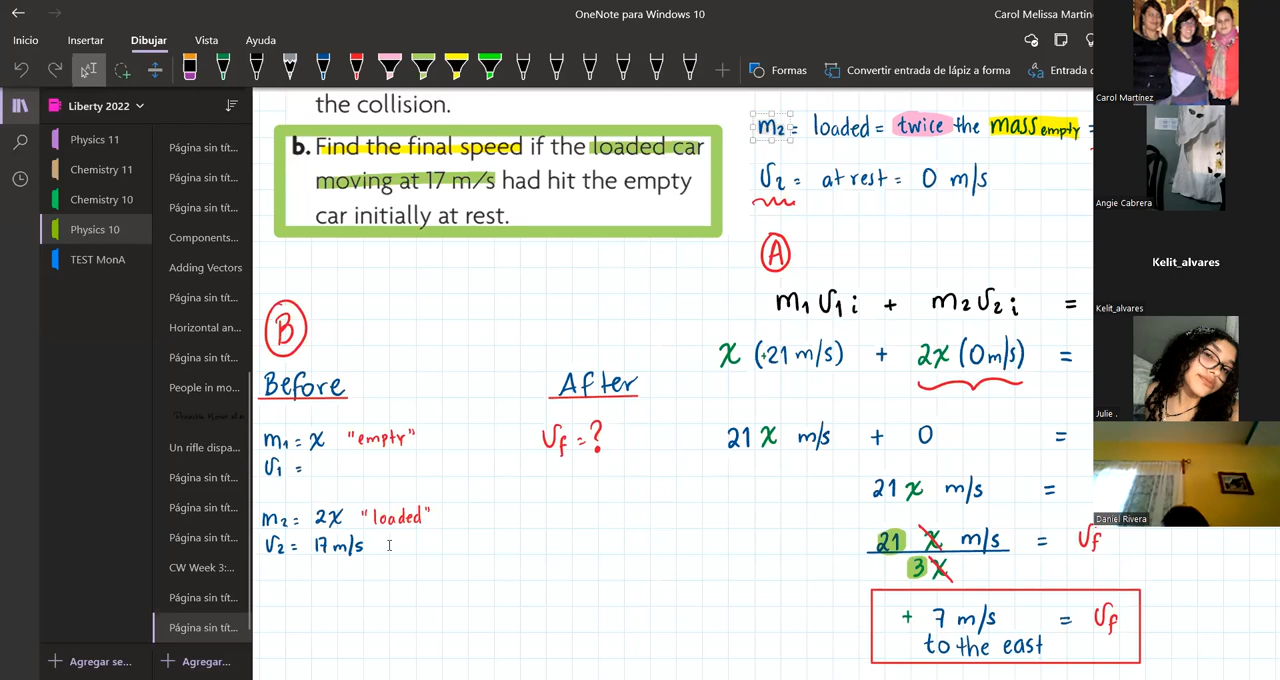 OneNote para Windows 10
Carol Melissa Martín
Inicio
Insertar
Dibujar
Vista
Ayuda
Formas
Convertir entrada de lápiz a forma
Entrada d
Liberty 2022
Physics 11
Chemistry 11
Chemistry 10
Physics 10
TEST MonA
Página sin tít...
Página sin tít...
Página sin tít...
Components...
Adding Vectors
Página sin tít...
Horizontal an...
Página sin tít...
People in mo...
Un rifle dispa...
Página sin tít...
Página sin tít...
Página sin tít...
CW Week 3:...
Página sin tít...
Página sin tít...
Agregar se...
Agregar...
the collision.
b. Find the final speed if the loaded car
moving at 17 m/s had hit the empty
car initially at rest.
B
Before
m₁ = x "empty"
v₁ =
m₂ = 2x "loaded"
v₂ = 17 m/s
After
vf = ?
m₂ = loaded = twice the mass empty =
v₂ = at rest = 0 m/s
A
m₁v₁i + m₂v₂i =
x (+21 m/s) + 2x (0 m/s) =
21 x m/s + 0 =
21 x m/s =
21 x m/s = vf
3x
+ 7 m/s = vf
to the east
Carol Martínez
Angie Cabrera
Kelit_alvares
Kelit_alvares
Julie .
Daniel Rivera